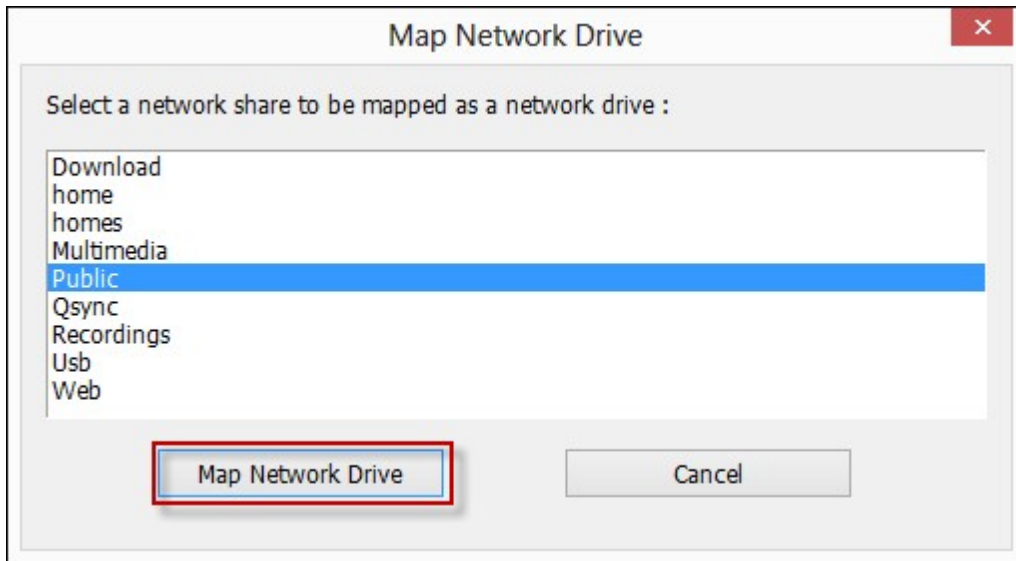 Map Network Drive
Select a network share to be mapped as a network drive :
Download
home
homes
Multimedia
Public
Qsync
Recordings
Usb
Web
Map Network Drive
Cancel